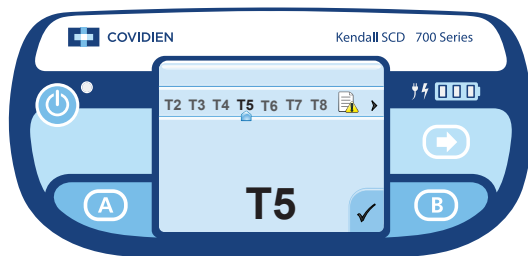 COVIDIEN
Kendall SCD 700 Series
T2 T3 T4 T5 T6 T7 T8
T5
A
B